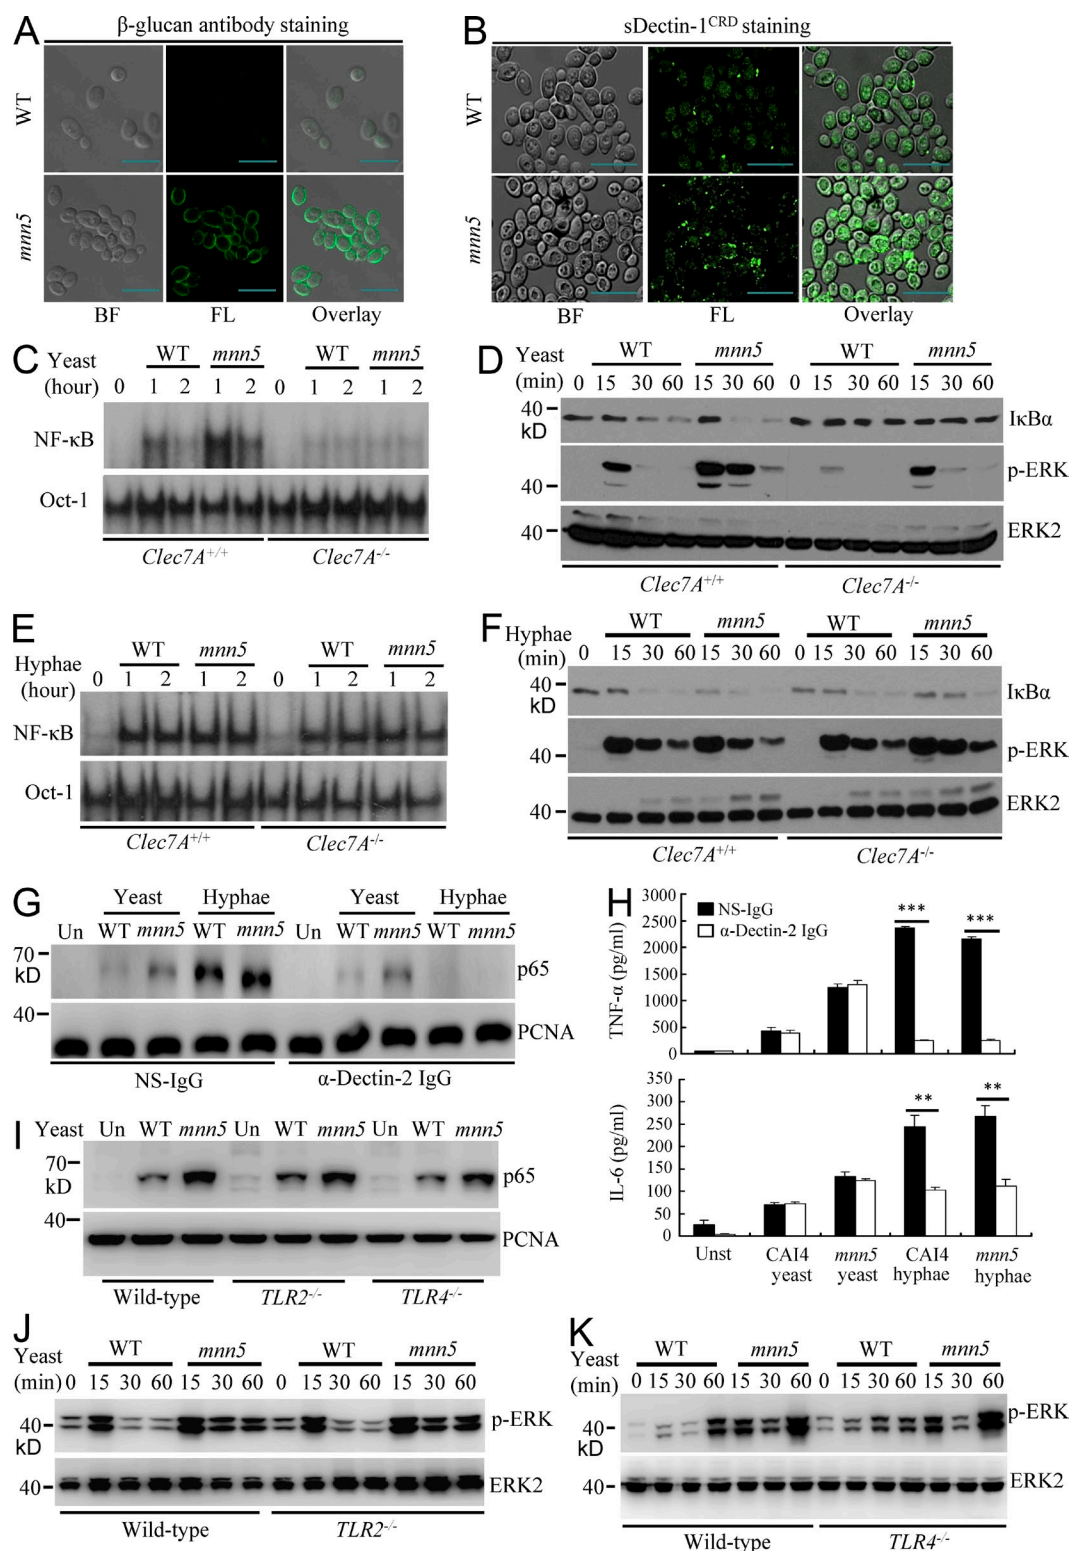 A
β-glucan antibody staining
WT
mnn5
BF FL Overlay
B
sDectin-1CRD staining
WT
mnn5
BF FL Overlay
C
Yeast WT mnn5 WT mnn5
(hour) 0 1 2 1 2 0 1 2 1 2
NF-κB
Oct-1
Clec7A+/+ Clec7A-/-
D
Yeast WT mnn5 WT mnn5
(min) 0 15 30 60 15 30 60 0 15 30 60 15 30 60
40 kD IκBα
40 p-ERK
40 ERK2
Clec7A+/+ Clec7A-/-
E
Hyphae WT mnn5 WT mnn5
(hour) 0 1 2 1 2 0 1 2 1 2
NF-κB
Oct-1
Clec7A+/+ Clec7A-/-
F
Hyphae WT mnn5 WT mnn5
(min) 0 15 30 60 15 30 60 0 15 30 60 15 30 60
40 kD IκBα
40 p-ERK
40 ERK2
Clec7A+/+ Clec7A-/-
G
Yeast Hyphae Yeast Hyphae
Un WT mnn5 WT mnn5 Un WT mnn5 WT mnn5
70 kD p65
40 PCNA
NS-IgG α-Dectin-2 IgG
H
NS-IgG
α-Dectin-2 IgG
TNF-α (pg/ml)
3000
2500
2000
1500
1000
500
0
*** ***
IL-6 (pg/ml)
350
300
250
200
150
100
50
0
** **
Unst CAI4 mnn5 CAI4 mnn5
yeast yeast hyphae hyphae
I
Yeast Un WT mnn5 Un WT mnn5 Un WT mnn5
70 kD p65
40 PCNA
Wild-type TLR2-/- TLR4-/-
J
Yeast WT mnn5 WT mnn5
(min) 0 15 30 60 15 30 60 0 15 30 60 15 30 60
40 kD p-ERK
40 ERK2
Wild-type TLR2-/-
K
Yeast WT mnn5 WT mnn5
(min) 0 15 30 60 15 30 60 0 15 30 60 15 30 60
40 kD p-ERK
40 ERK2
Wild-type TLR4-/-